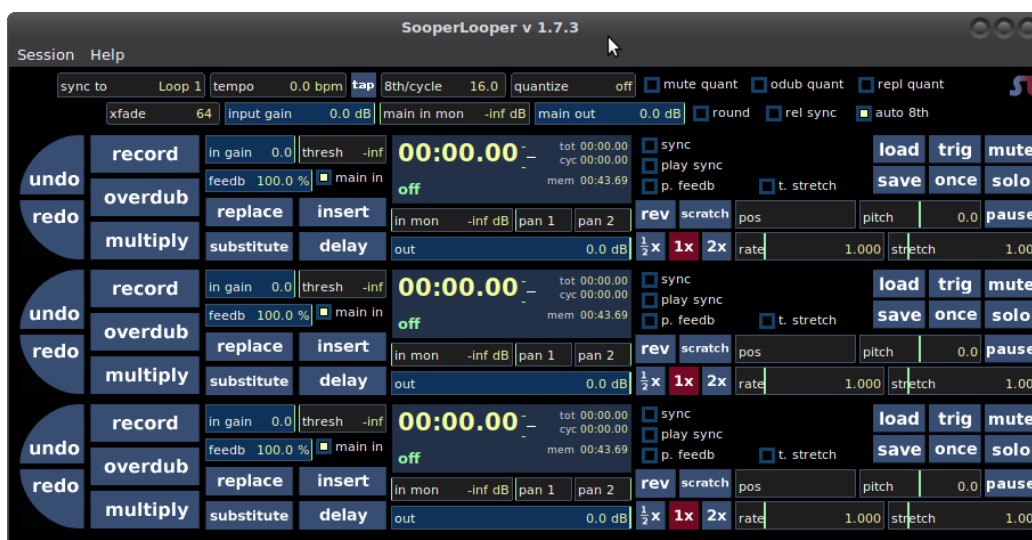 SooperLooper v 1.7.3
Session Help
sync to Loop 1 tempo 0.0 bpm tap 8th/cycle 16.0 quantize off mute quant odub quant repl quant
xfade 64 input gain 0.0 dB main in mon -inf dB main out 0.0 dB round rel sync auto 8th
undo record in gain 0.0 thresh -inf 00:00.00 tot 00:00.00 sync load trig mute
cyc 00:00.00 play sync
overdub feedb 100.0 % main in off mem 00:43.69 p. feedb t. stretch save once solo
redo replace insert in mon -inf dB pan 1 pan 2 rev scratch pos pitch 0.0 pause
multiply substitute delay out 0.0 dB ½x 1x 2x rate 1.000 stretch 1.00
undo record in gain 0.0 thresh -inf 00:00.00 tot 00:00.00 sync load trig mute
cyc 00:00.00 play sync
overdub feedb 100.0 % main in off mem 00:43.69 p. feedb t. stretch save once solo
redo replace insert in mon -inf dB pan 1 pan 2 rev scratch pos pitch 0.0 pause
multiply substitute delay out 0.0 dB ½x 1x 2x rate 1.000 stretch 1.00
undo record in gain 0.0 thresh -inf 00:00.00 tot 00:00.00 sync load trig mute
cyc 00:00.00 play sync
overdub feedb 100.0 % main in off mem 00:43.69 p. feedb t. stretch save once solo
redo replace insert in mon -inf dB pan 1 pan 2 rev scratch pos pitch 0.0 pause
multiply substitute delay out 0.0 dB ½x 1x 2x rate 1.000 stretch 1.00